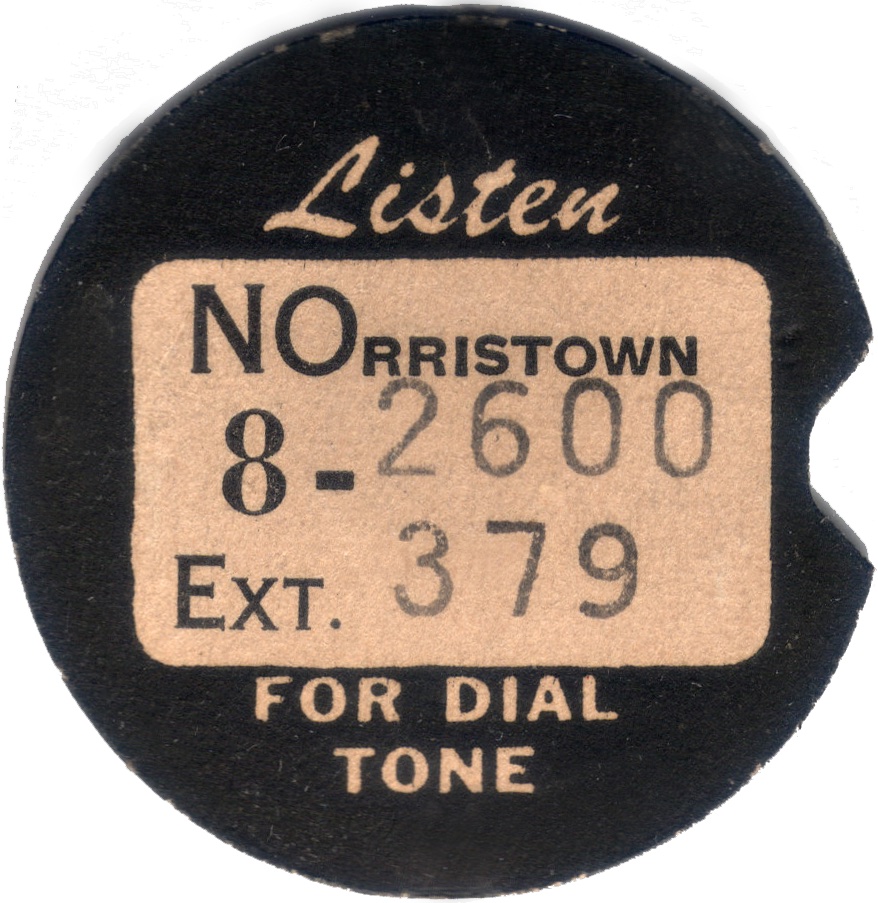 Listen
NORRISTOWN
8-2600
EXT. 379
FOR DIAL
TONE